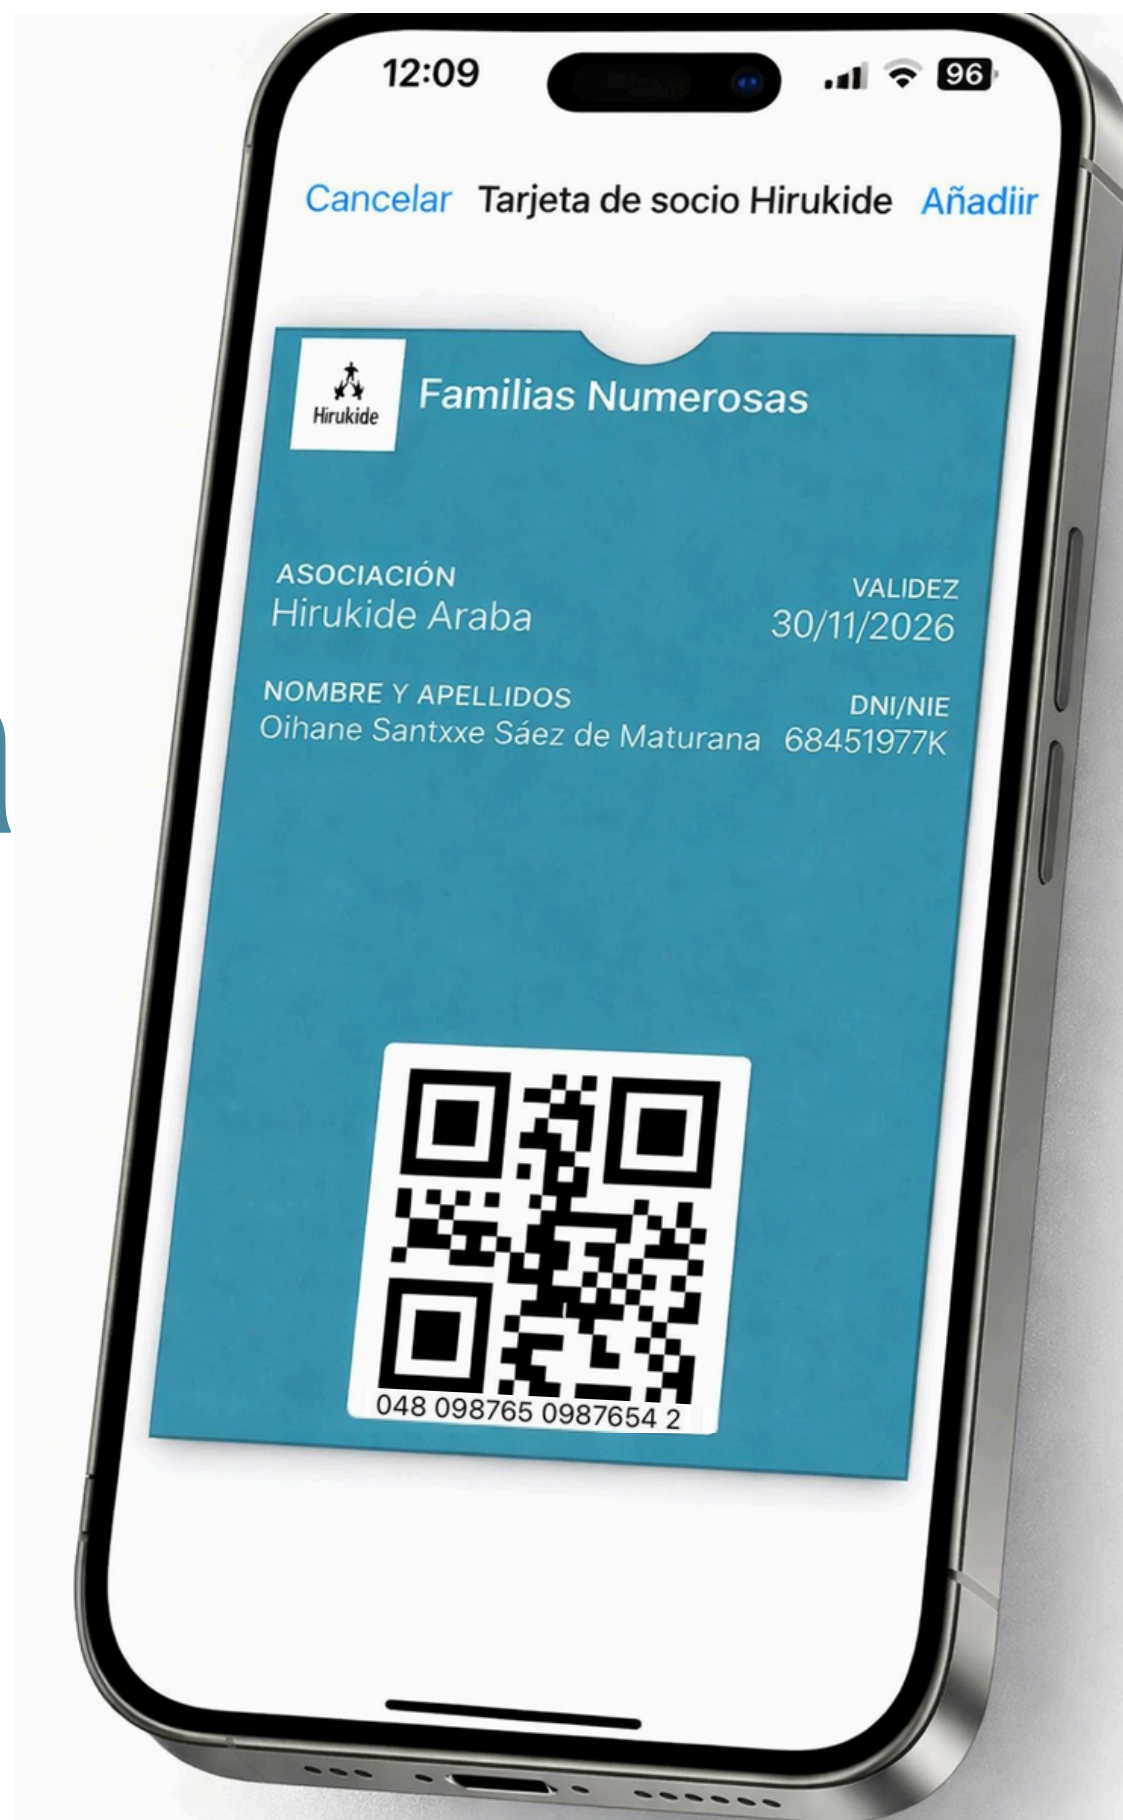 12:09
96
Cancelar Tarjeta de socio Hirukide Añadiir
Hirukide
Familias Numerosas
ASOCIACIÓN
VALIDEZ
Hirukide Araba
30/11/2026
NOMBRE Y APELLIDOS
DNI/NIE
Oihane Santxxe Sáez de Maturana 68451977K
048 098765 0987654 2